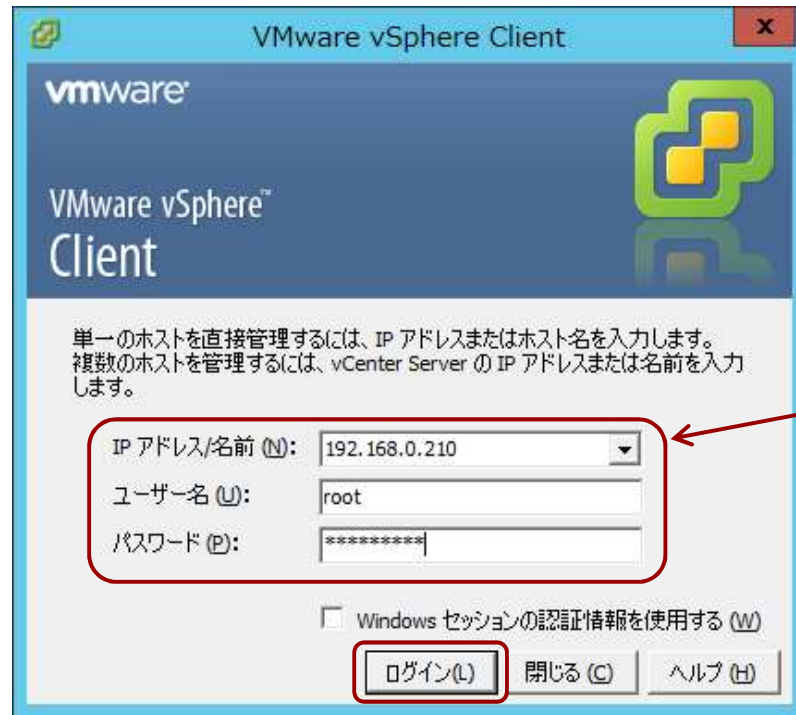 VMware vSphere Client
x
vmware
VMware vSphere™
Client
単一のホストを直接管理するには、IP アドレスまたはホスト名を入力します。
複数のホストを管理するには、vCenter Server の IP アドレスまたは名前を入力
します。
IP アドレス/名前 (N): 192.168.0.210
ユーザー名 (U): root
パスワード (P): *********
Windows セッションの認証情報を使用する (W)
ログイン(L) 閉じる (C) ヘルプ (H)